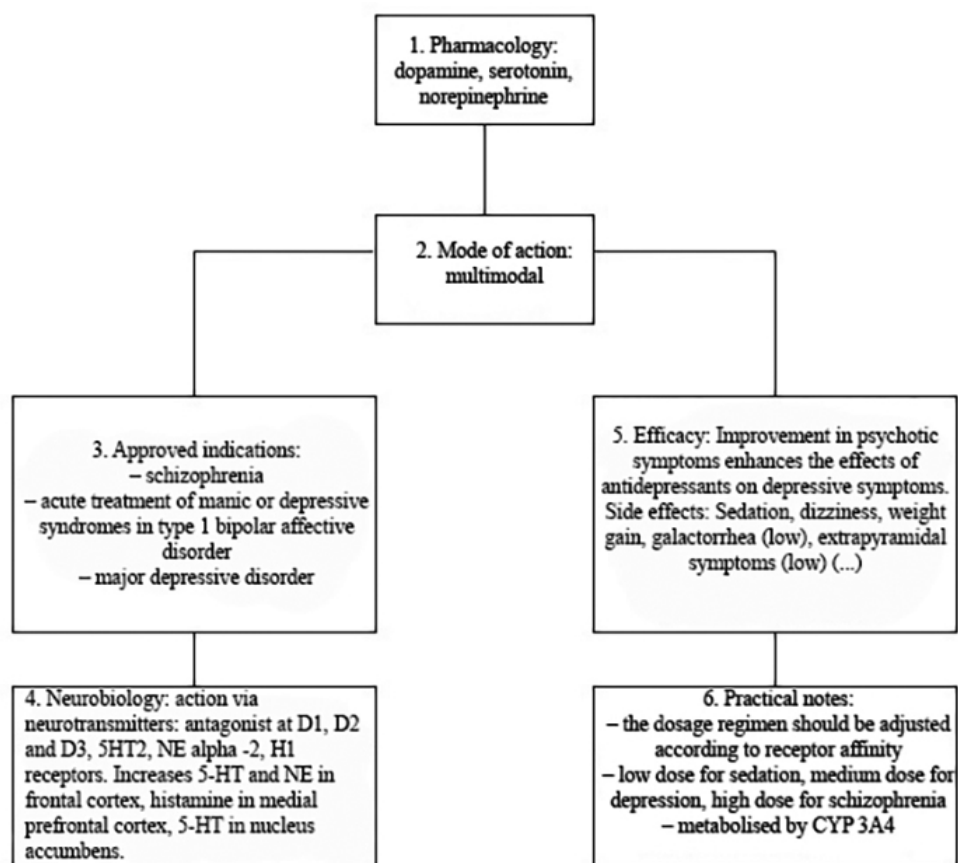 1. Pharmacology:
dopamine, serotonin,
norepinephrine
2. Mode of action:
multimodal
3. Approved indications:
– schizophrenia
– acute treatment of manic or depressive
syndromes in type 1 bipolar affective
disorder
– major depressive disorder
4. Neurobiology: action via
neurotransmitters: antagonist at D1, D2
and D3, 5HT2, NE alpha -2, H1
receptors. Increases 5-HT and NE in
frontal cortex, histamine in medial
prefrontal cortex, 5-HT in nucleus
accumbens.
5. Efficacy: Improvement in psychotic
symptoms enhances the effects of
antidepressants on depressive symptoms.
Side effects: Sedation, dizziness, weight
gain, galactorrhea (low), extrapyramidal
symptoms (low) (...)
6. Practical notes:
– the dosage regimen should be adjusted
according to receptor affinity
– low dose for sedation, medium dose for
depression, high dose for schizophrenia
– metabolised by CYP 3A4